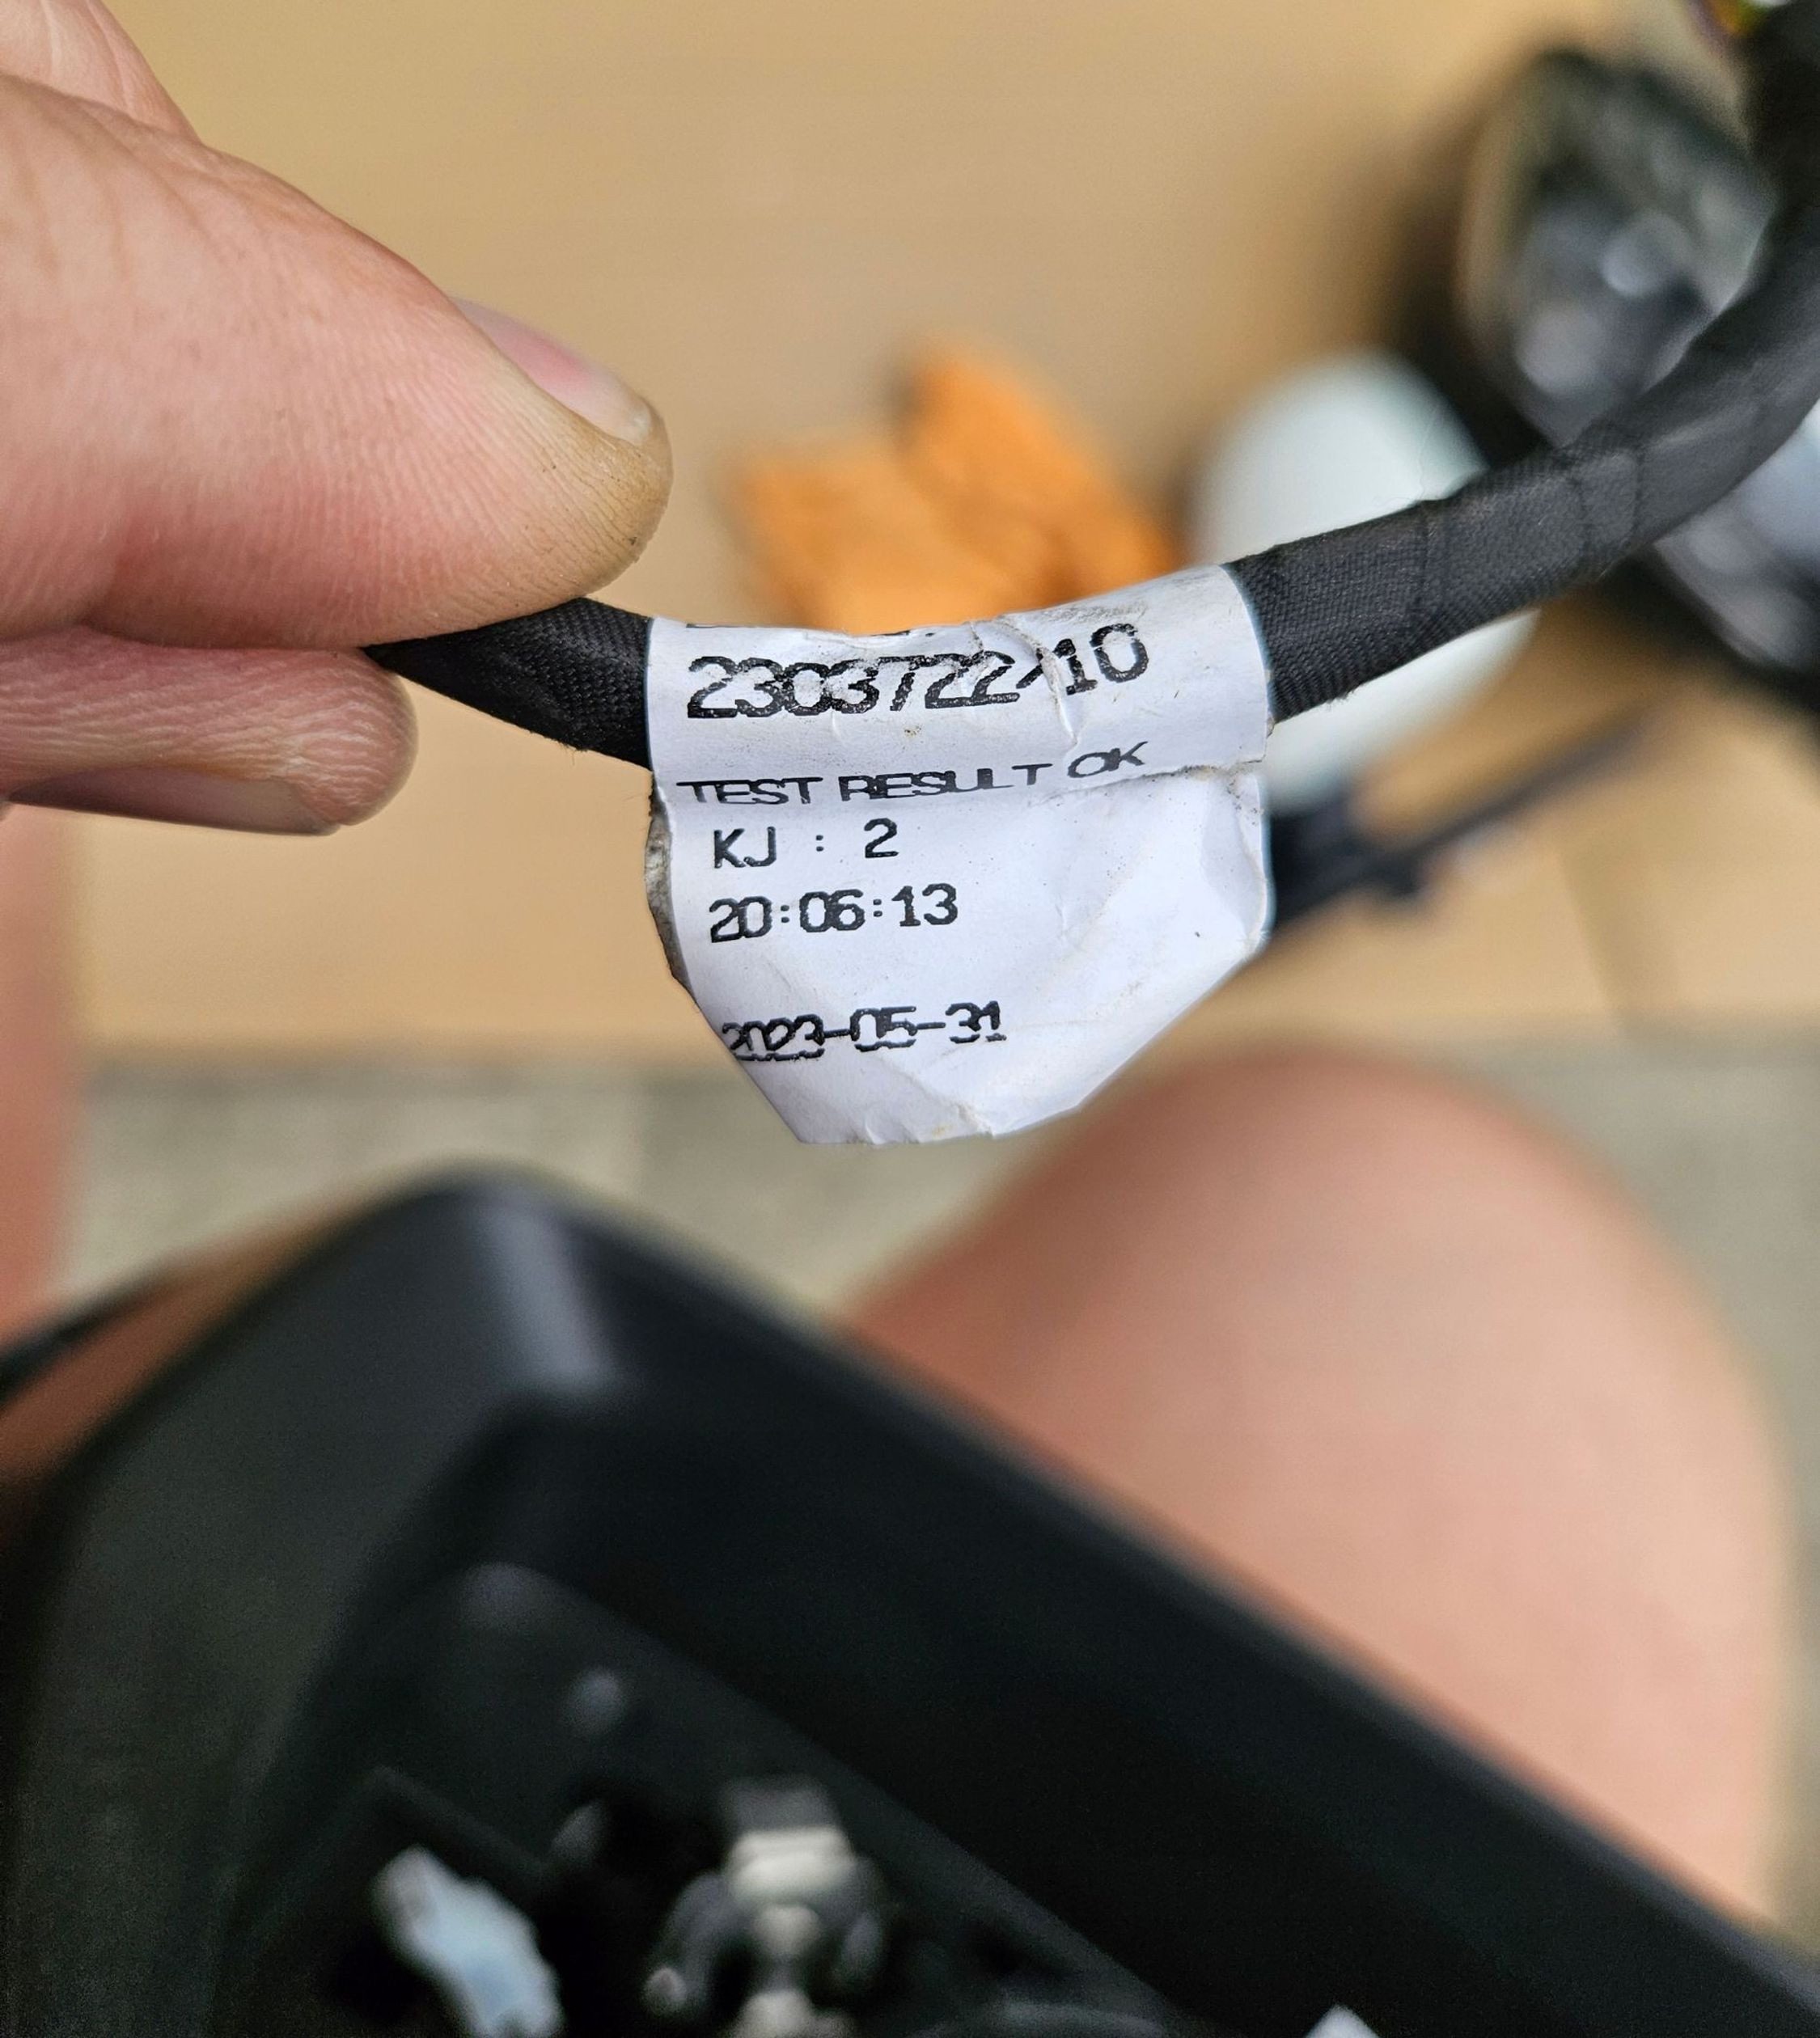 2303722>10
TEST RESULT OK
KJ : 2
20:06:13
2023-05-31